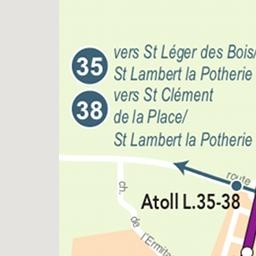 35
vers St Léger des Bois/
St Lambert la Potherie
38
vers St Clément
de la Place/
St Lambert la Potherie
route
Atoll L.35-38
ch.
de
l'Ermita